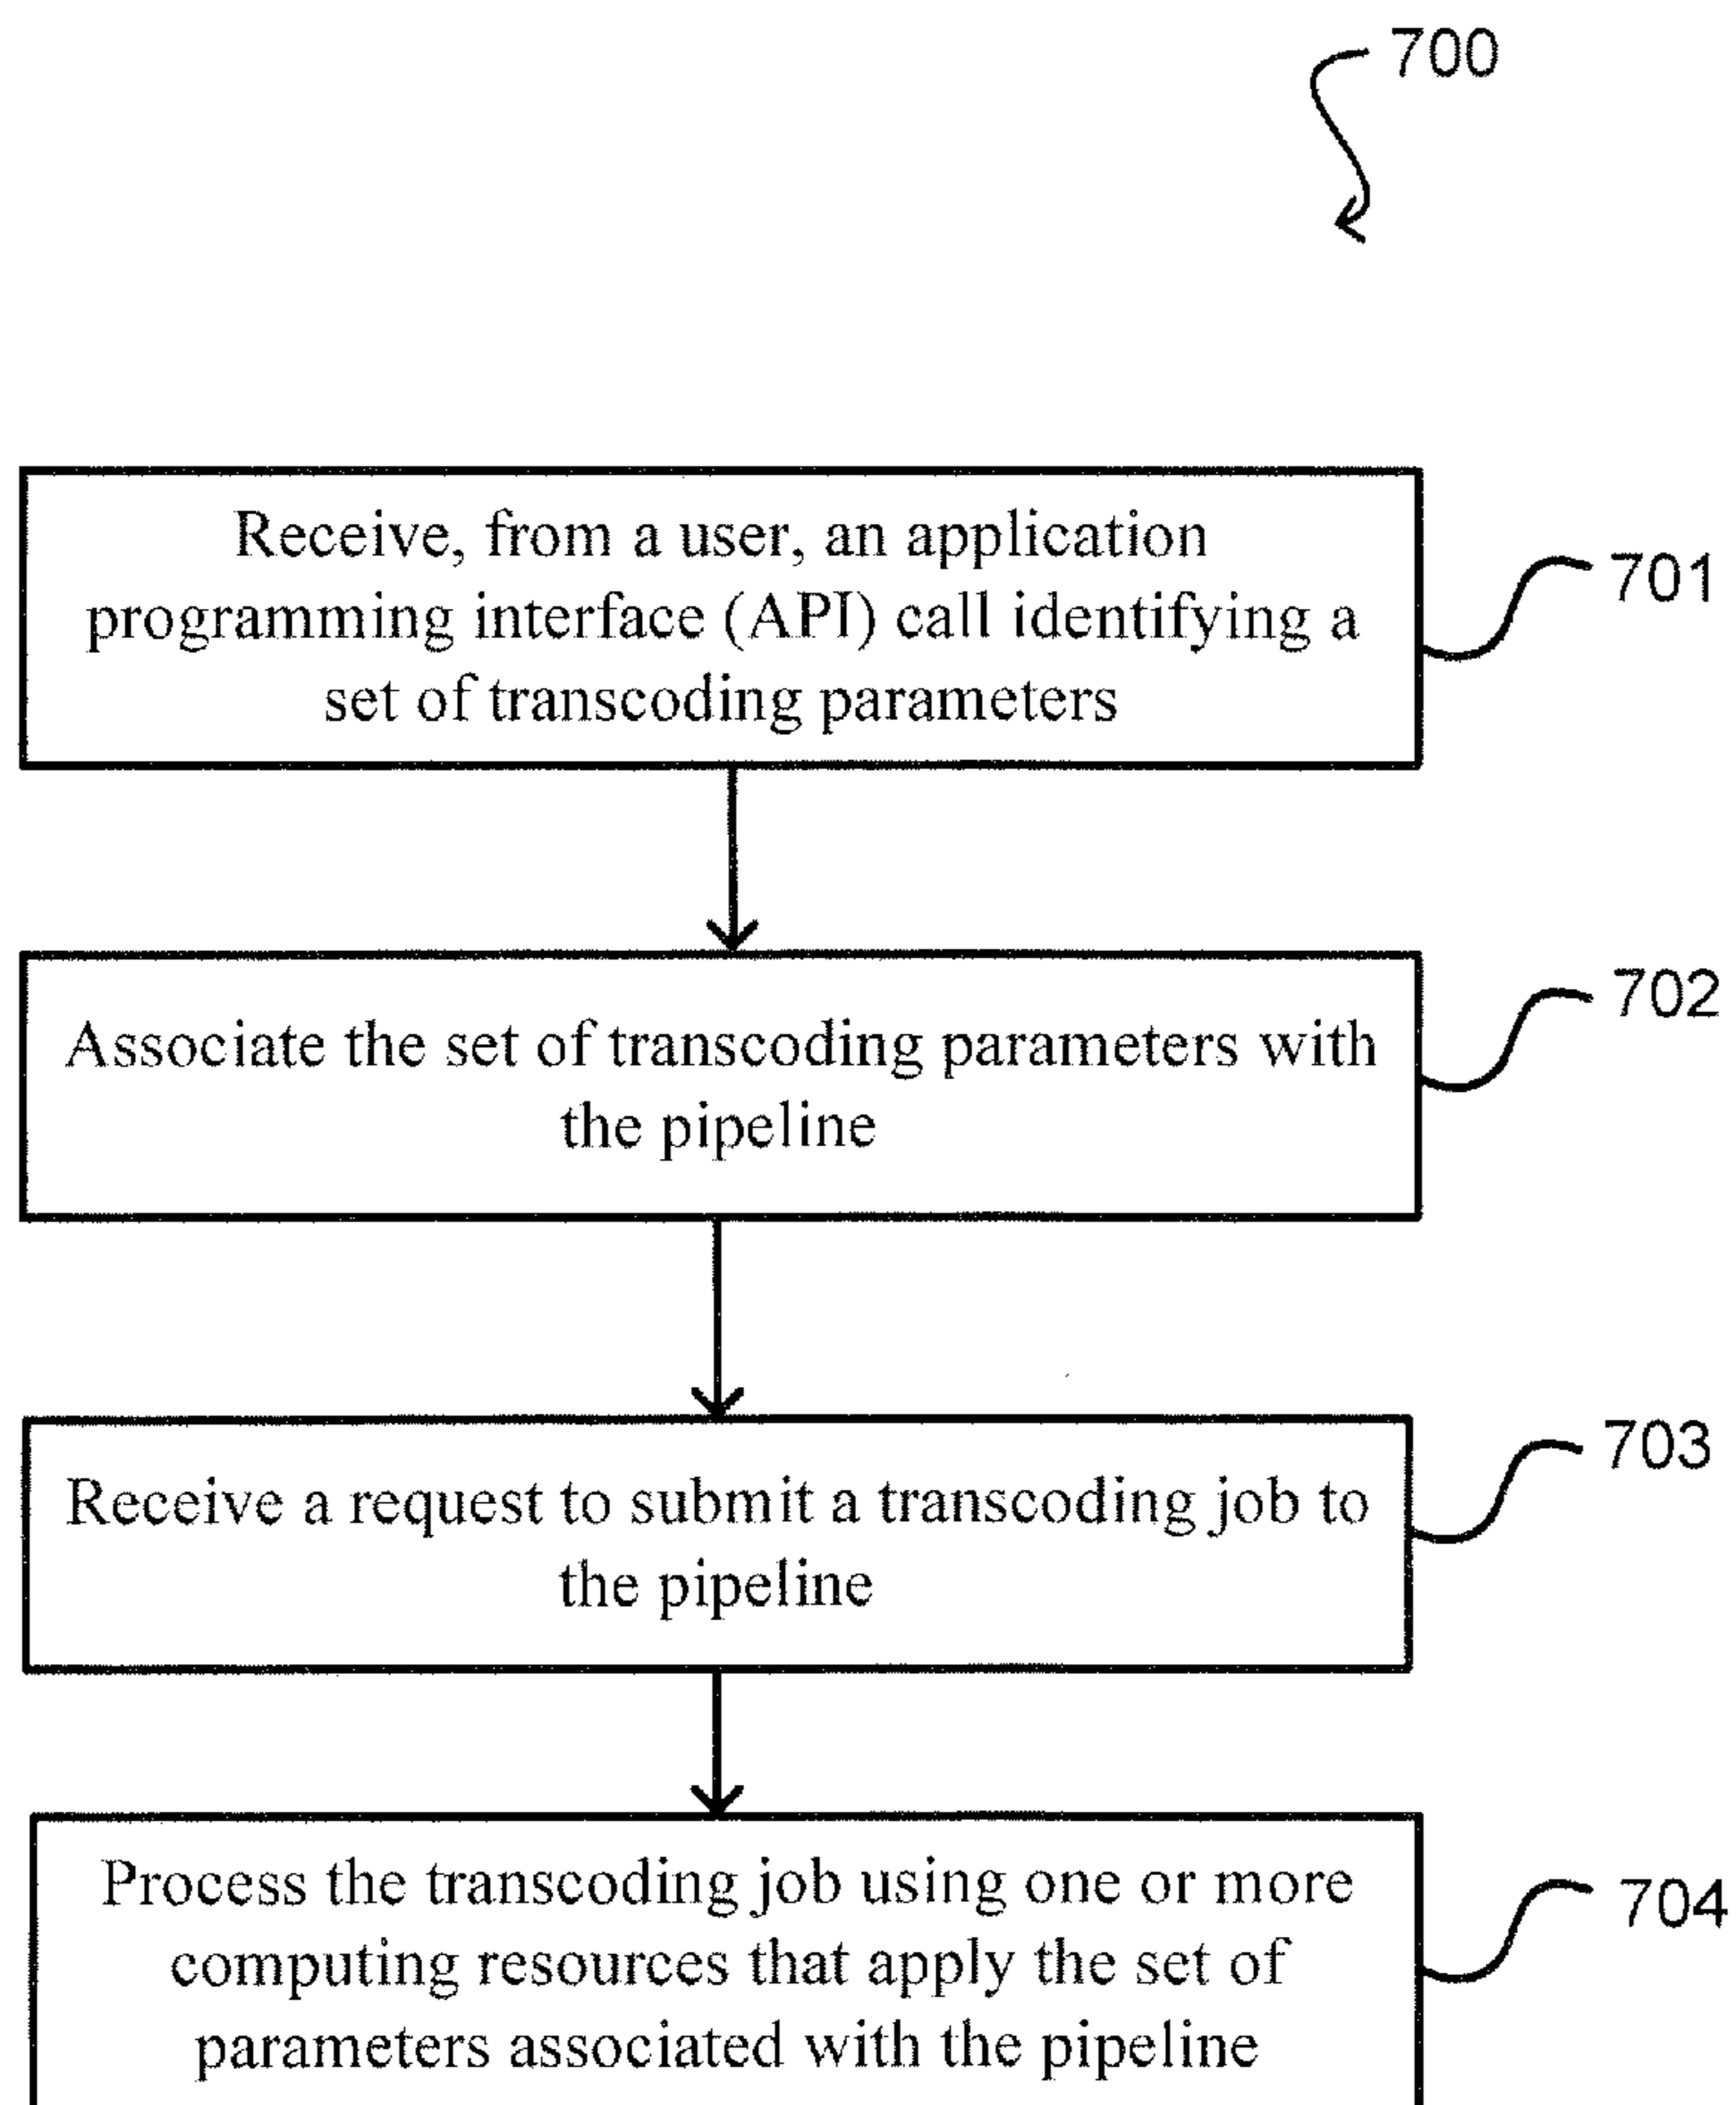 700
Receive, from a user, an application
programming interface (API) call identifying a
set of transcoding parameters
701
Associate the set of transcoding parameters with
the pipeline
702
Receive a request to submit a transcoding job to
the pipeline
703
Process the transcoding job using one or more
computing resources that apply the set of
parameters associated with the pipeline
704